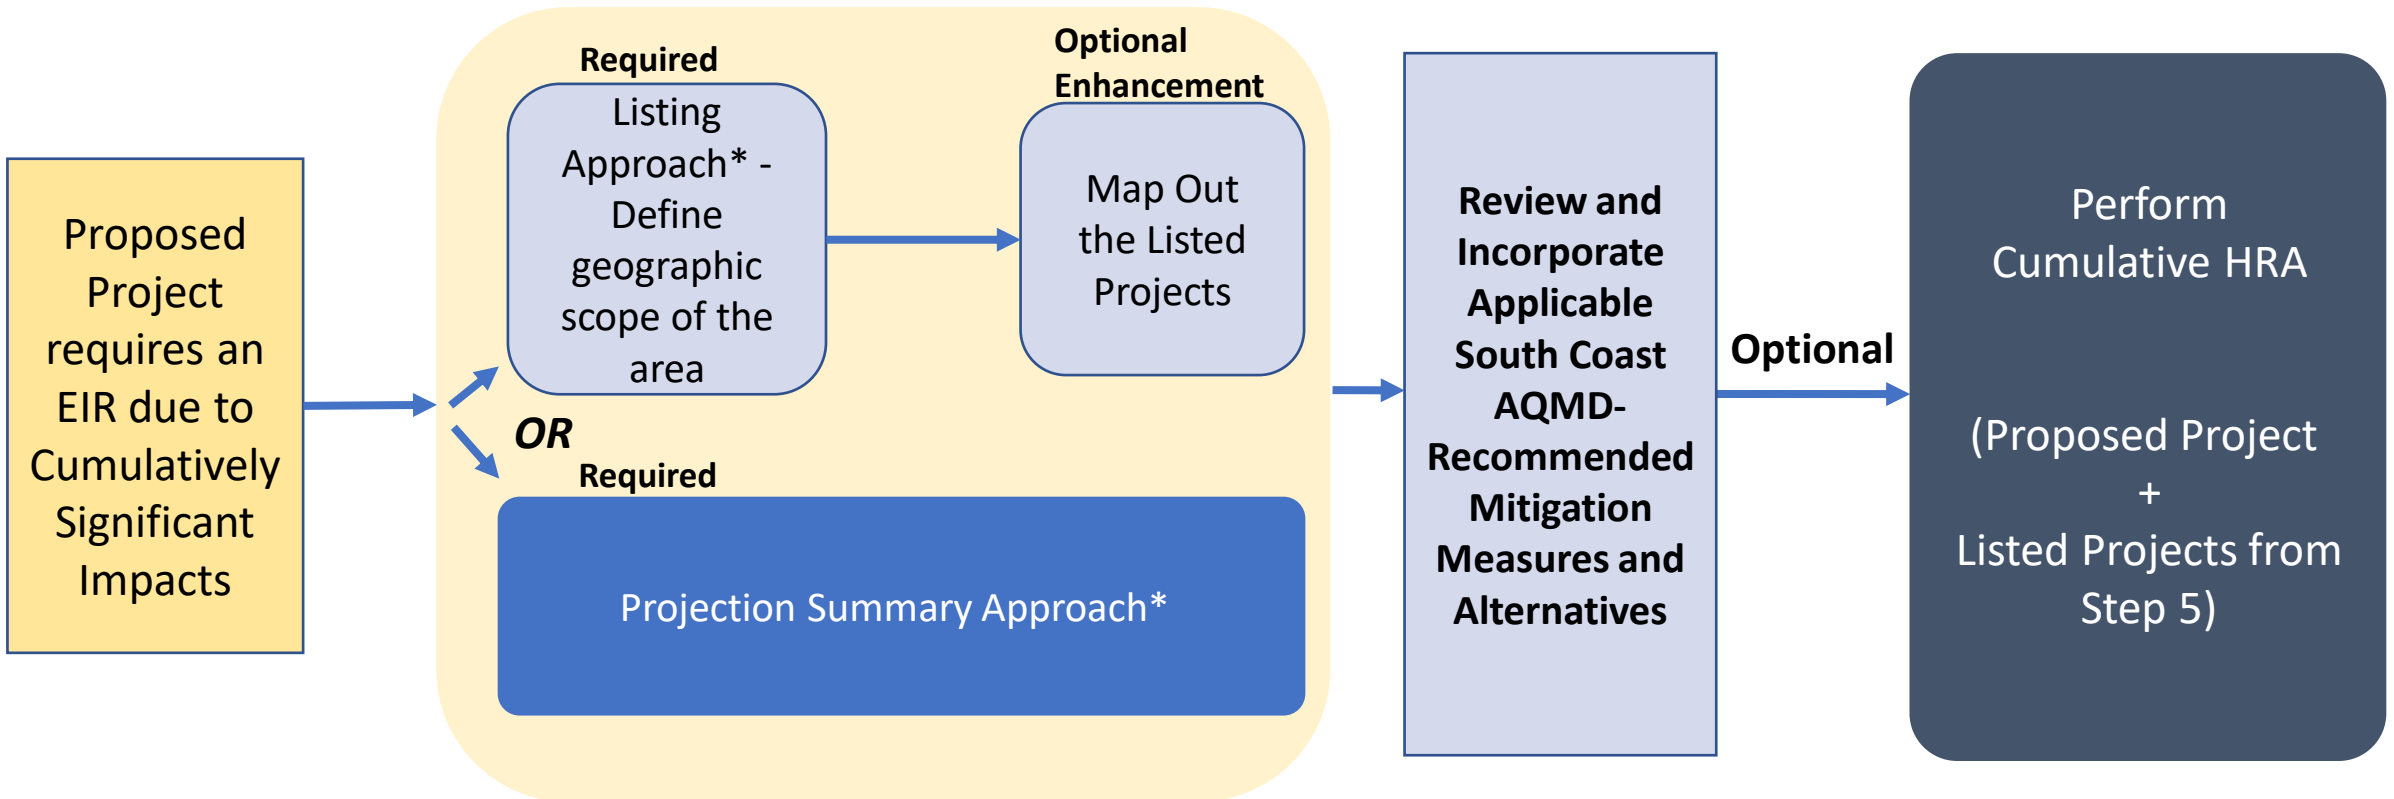 Proposed
Project
requires an
EIR due to
Cumulatively
Significant
Impacts
Required
Listing
Approach* -
Define
geographic
scope of the
area
Optional
Enhancement
Map Out
the Listed
Projects
OR
Required
Projection Summary Approach*
Review and
Incorporate
Applicable
South Coast
AQMD-
Recommended
Mitigation
Measures and
Alternatives
Optional
Perform
Cumulative HRA
(Proposed Project
+
Listed Projects from
Step 5)